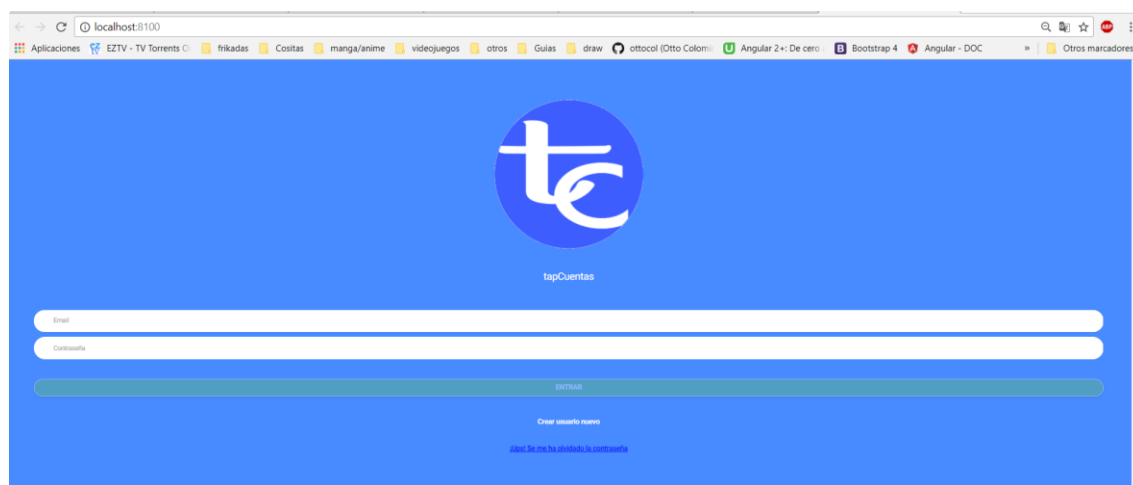 localhost:8100
Aplicaciones EZTV - TV Torrents O frikadas Cositas manga/anime videojuegos otros Guias draw ottocol (Otto Colomi Angular 2+: De cero Bootstrap 4 Angular - DOC » Otros marcadores
tc
tapCuentas
Email
Contraseña
ENTRAR
Crear usuario nuevo
¡Ups! Se me ha olvidado la contraseña